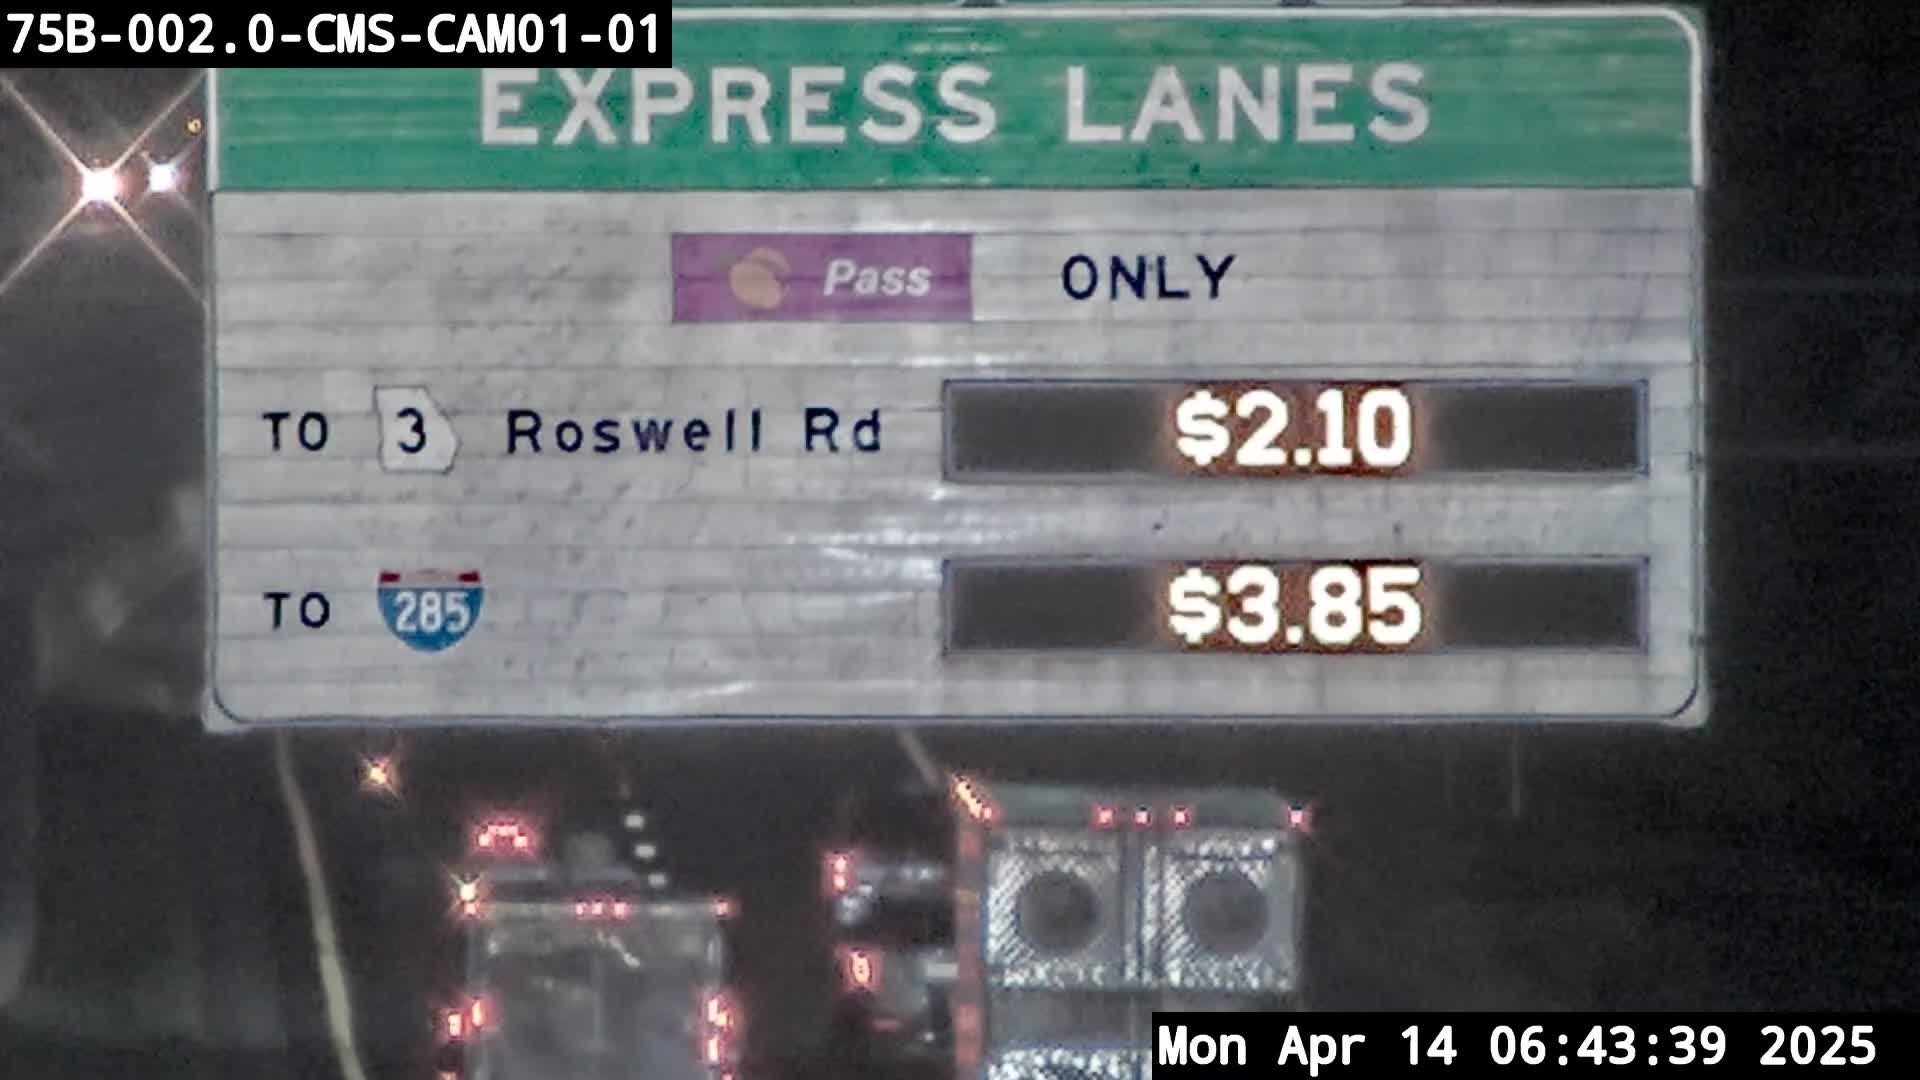 75B-002.0-CMS-CAM01-01
EXPRESS LANES
Pass ONLY
TO 3 Roswell Rd $2.10
TO 285 $3.85
Mon Apr 14 06:43:39 2025